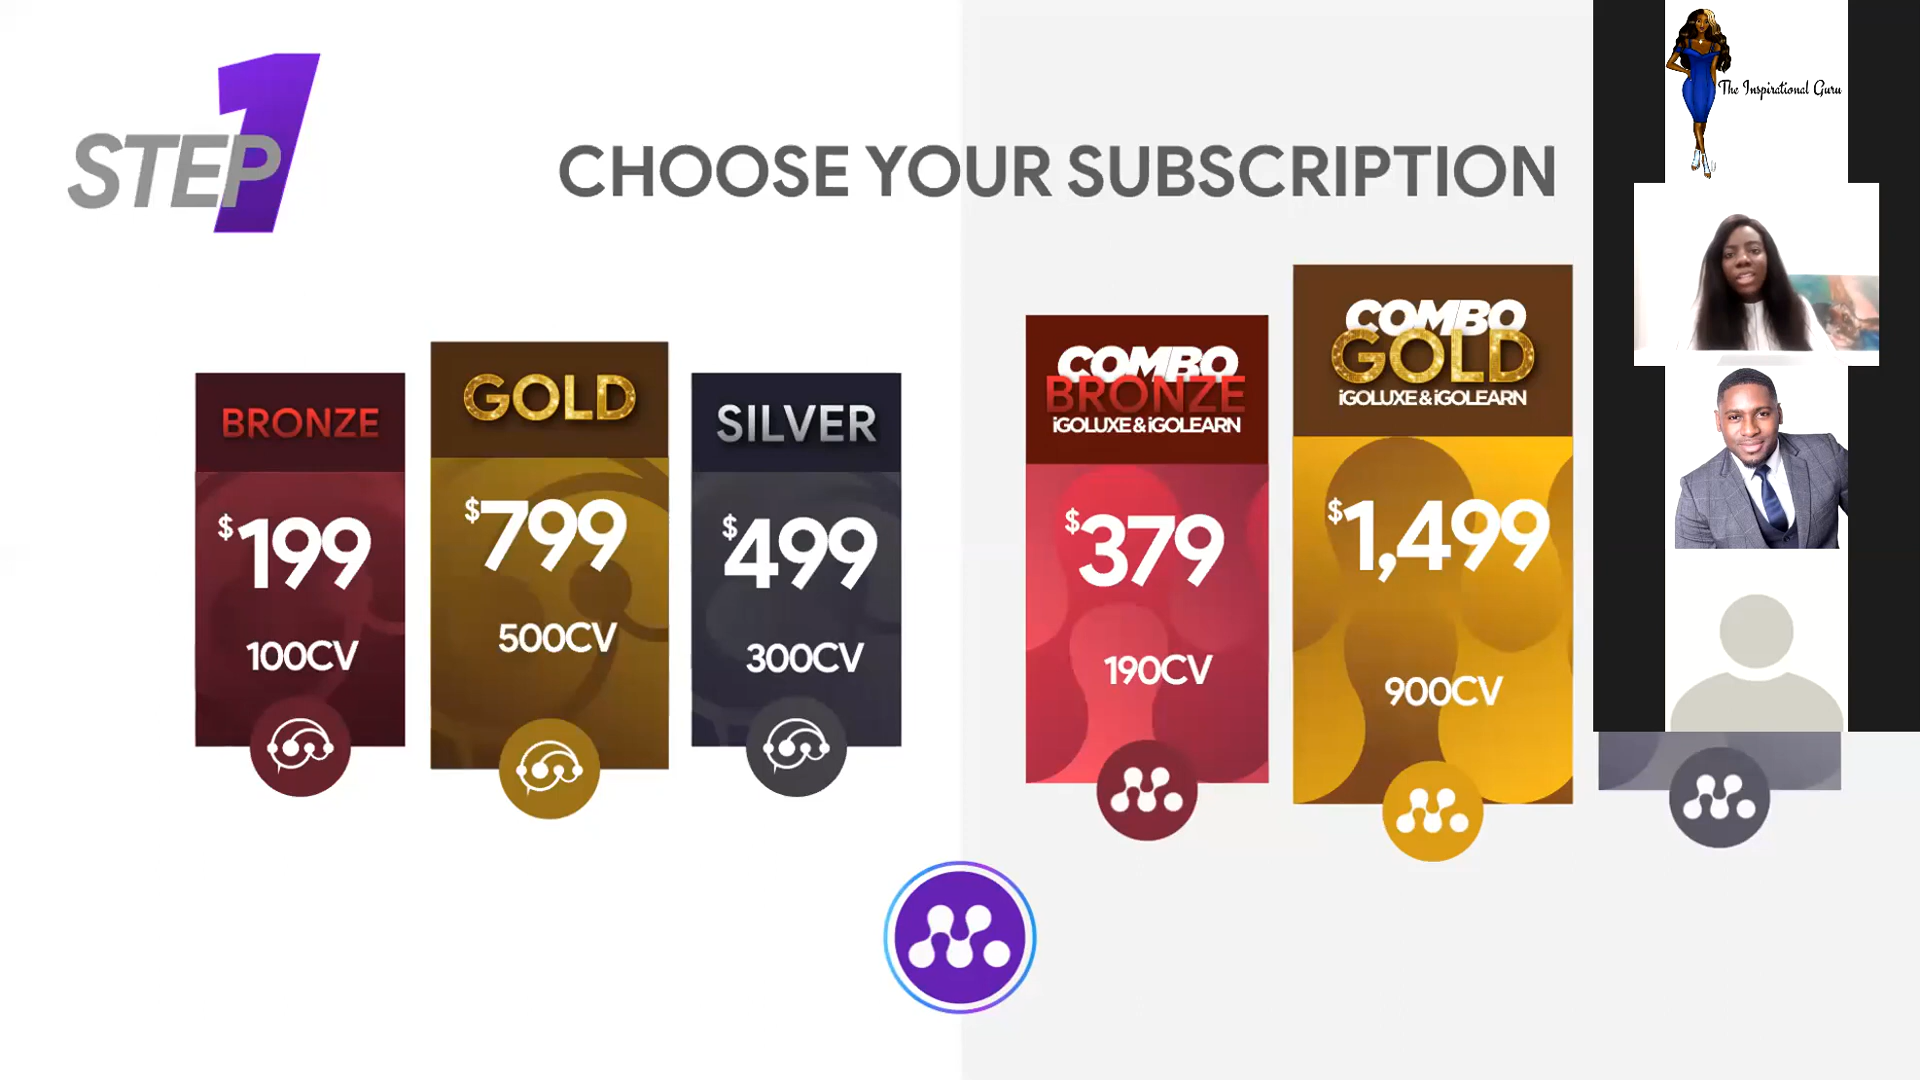 STEP 1
CHOOSE YOUR SUBSCRIPTION
BRONZE
$199
100CV
GOLD
$799
500CV
SILVER
$499
300CV
COMBO
BRONZE
iGOLUXE & iGOLEARN
$379
190CV
COMBO
GOLD
iGOLUXE & iGOLEARN
$1,499
900CV
The Inspirational Guru